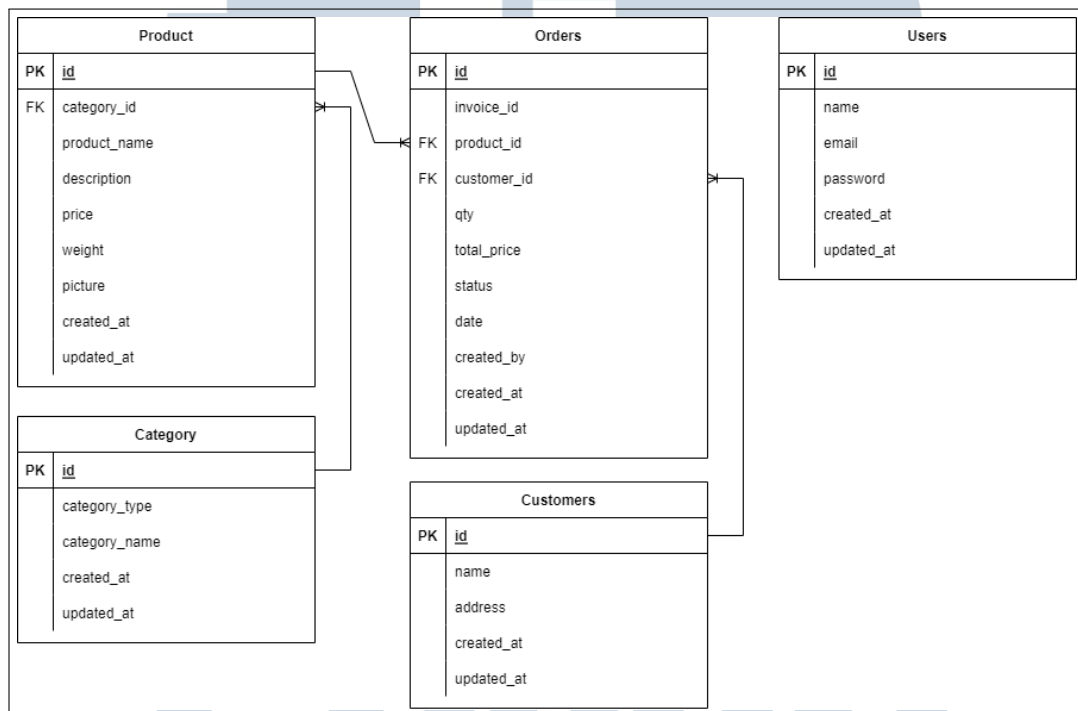 Product
PK id
FK category_id
product_name
description
price
weight
picture
created_at
updated_at
Category
PK id
category_type
category_name
created_at
updated_at
Orders
PK id
invoice_id
FK product_id
FK customer_id
qty
total_price
status
date
created_by
created_at
updated_at
Customers
PK id
name
address
created_at
updated_at
Users
PK id
name
email
password
created_at
updated_at